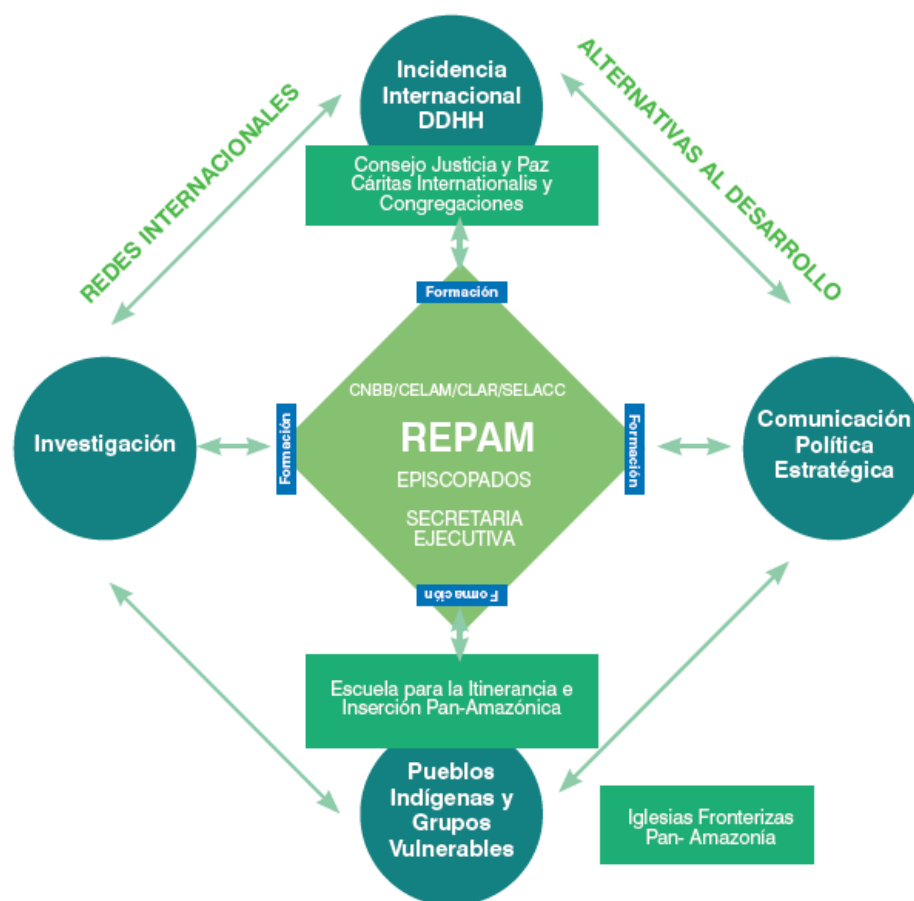 Incidencia
Internacional
DDHH
REDES INTERNACIONALES
ALTERNATIVAS AL DESARROLLO
Consejo Justicia y Paz
Cáritas Internationalis y
Congregaciones
Formación
CNBB/CELAM/CLAR/SELACC
REPAM
EPISCOPADOS
SECRETARIA
EJECUTIVA
Investigación
Formación
Formación
Comunicación
Política
Estratégica
Formación
Escuela para la Itinerancia e
Inserción Pan-Amazónica
Pueblos
Indígenas y
Grupos
Vulnerables
Iglesias Fronterizas
Pan- Amazonía